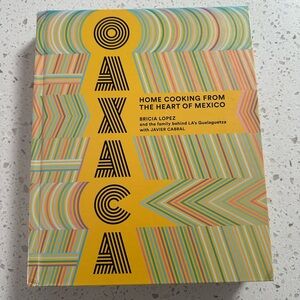 OAXACA
HOME COOKING FROM
THE HEART OF MEXICO
BRICIA LOPEZ
and the family behind LA's Guelaguetza
with JAVIER CABRAL